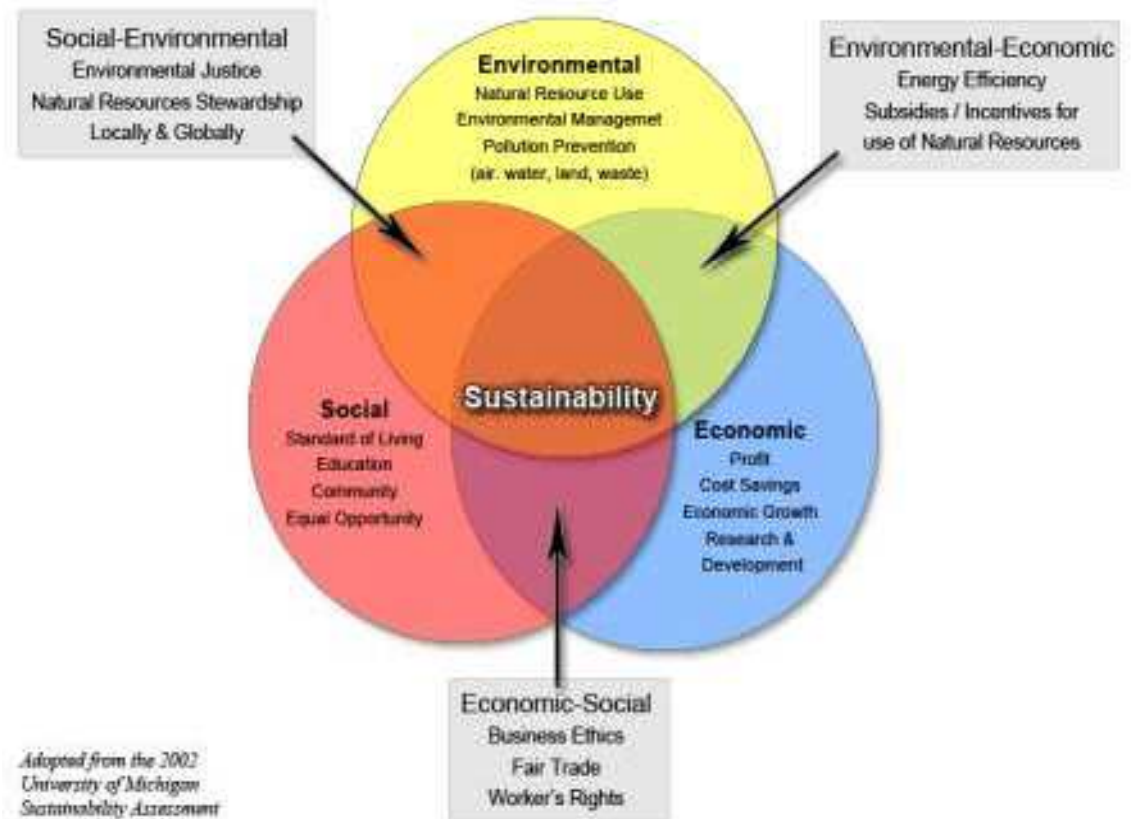 Social-Environmental
Environmental Justice
Natural Resources Stewardship
Locally & Globally
Environmental
Natural Resource Use
Environmental Managemet
Pollution Prevention
(air. water, land, waste)
Environmental-Economic
Energy Efficiency
Subsidies / Incentives for
use of Natural Resources
Sustainability
Social
Standard of Living
Education
Community
Equal Opportunity
Economic
Profit
Cost Savings
Economic Growth
Research &
Development
Economic-Social
Business Ethics
Fair Trade
Worker's Rights
Adopted from the 2002
University of Michigan
Sustainability Assessment